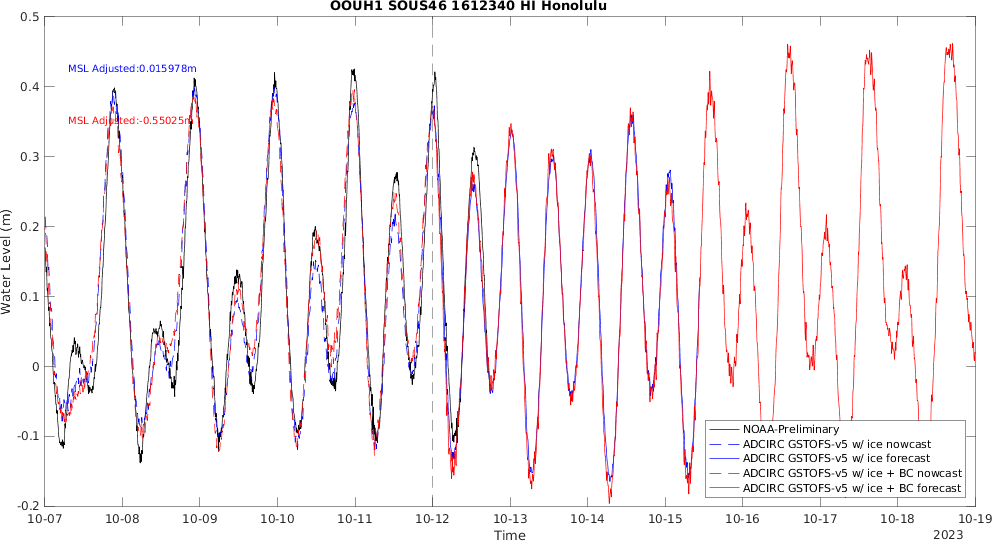 OOUH1 SOUS46 1612340 HI Honolulu
0.5
0.4
0.3
0.2
0.1
0
-0.1
-0.2
Water Level (m)
MSL Adjusted:0.015978m
MSL Adjusted:-0.55025m
NOAA-Preliminary
ADCIRC GSTOFS-v5 w/ ice nowcast
ADCIRC GSTOFS-v5 w/ ice forecast
ADCIRC GSTOFS-v5 w/ ice + BC nowcast
ADCIRC GSTOFS-v5 w/ ice + BC forecast
10-07 10-08 10-09 10-10 10-11 10-12 10-13 10-14 10-15 10-16 10-17 10-18 10-19
Time
2023